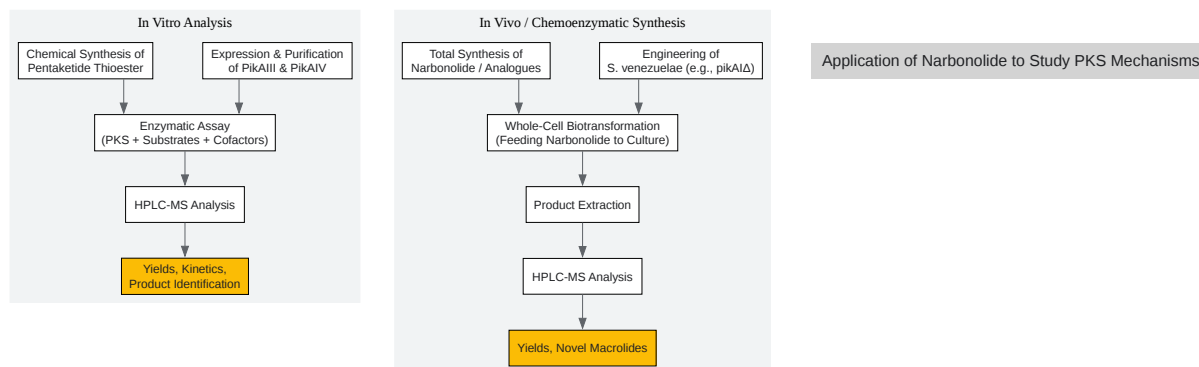 In Vitro Analysis
Chemical Synthesis of
Pentaketide Thioester
Expression & Purification
of PikAIII & PikAIV
Enzymatic Assay
(PKS + Substrates + Cofactors)
HPLC-MS Analysis
Yields, Kinetics,
Product Identification
In Vivo / Chemoenzymatic Synthesis
Total Synthesis of
Narbonolide / Analogues
Engineering of
S. venezuelae (e.g., pikAIΔ)
Whole-Cell Biotransformation
(Feeding Narbonolide to Culture)
Product Extraction
HPLC-MS Analysis
Yields, Novel Macrolides
Application of Narbonolide to Study PKS Mechanisms